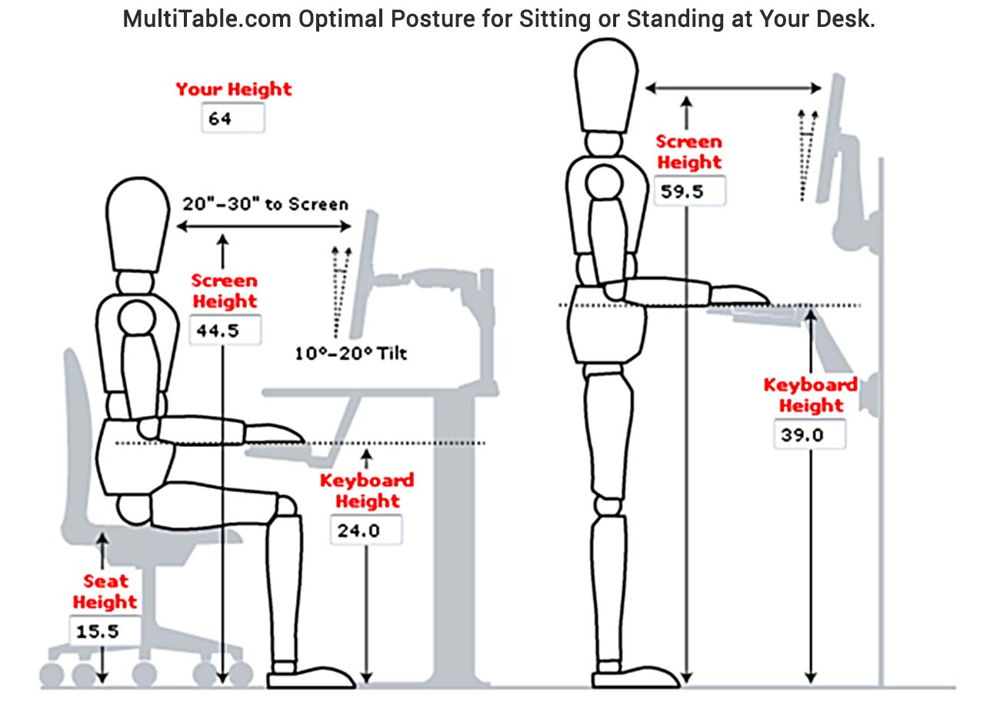 MultiTable.com Optimal Posture for Sitting or Standing at Your Desk.
Your Height
64
20"-30" to Screen
Screen
Height
44.5
10°-20° Tilt
Keyboard
Height
24.0
Seat
Height
15.5
Screen
Height
59.5
Keyboard
Height
39.0